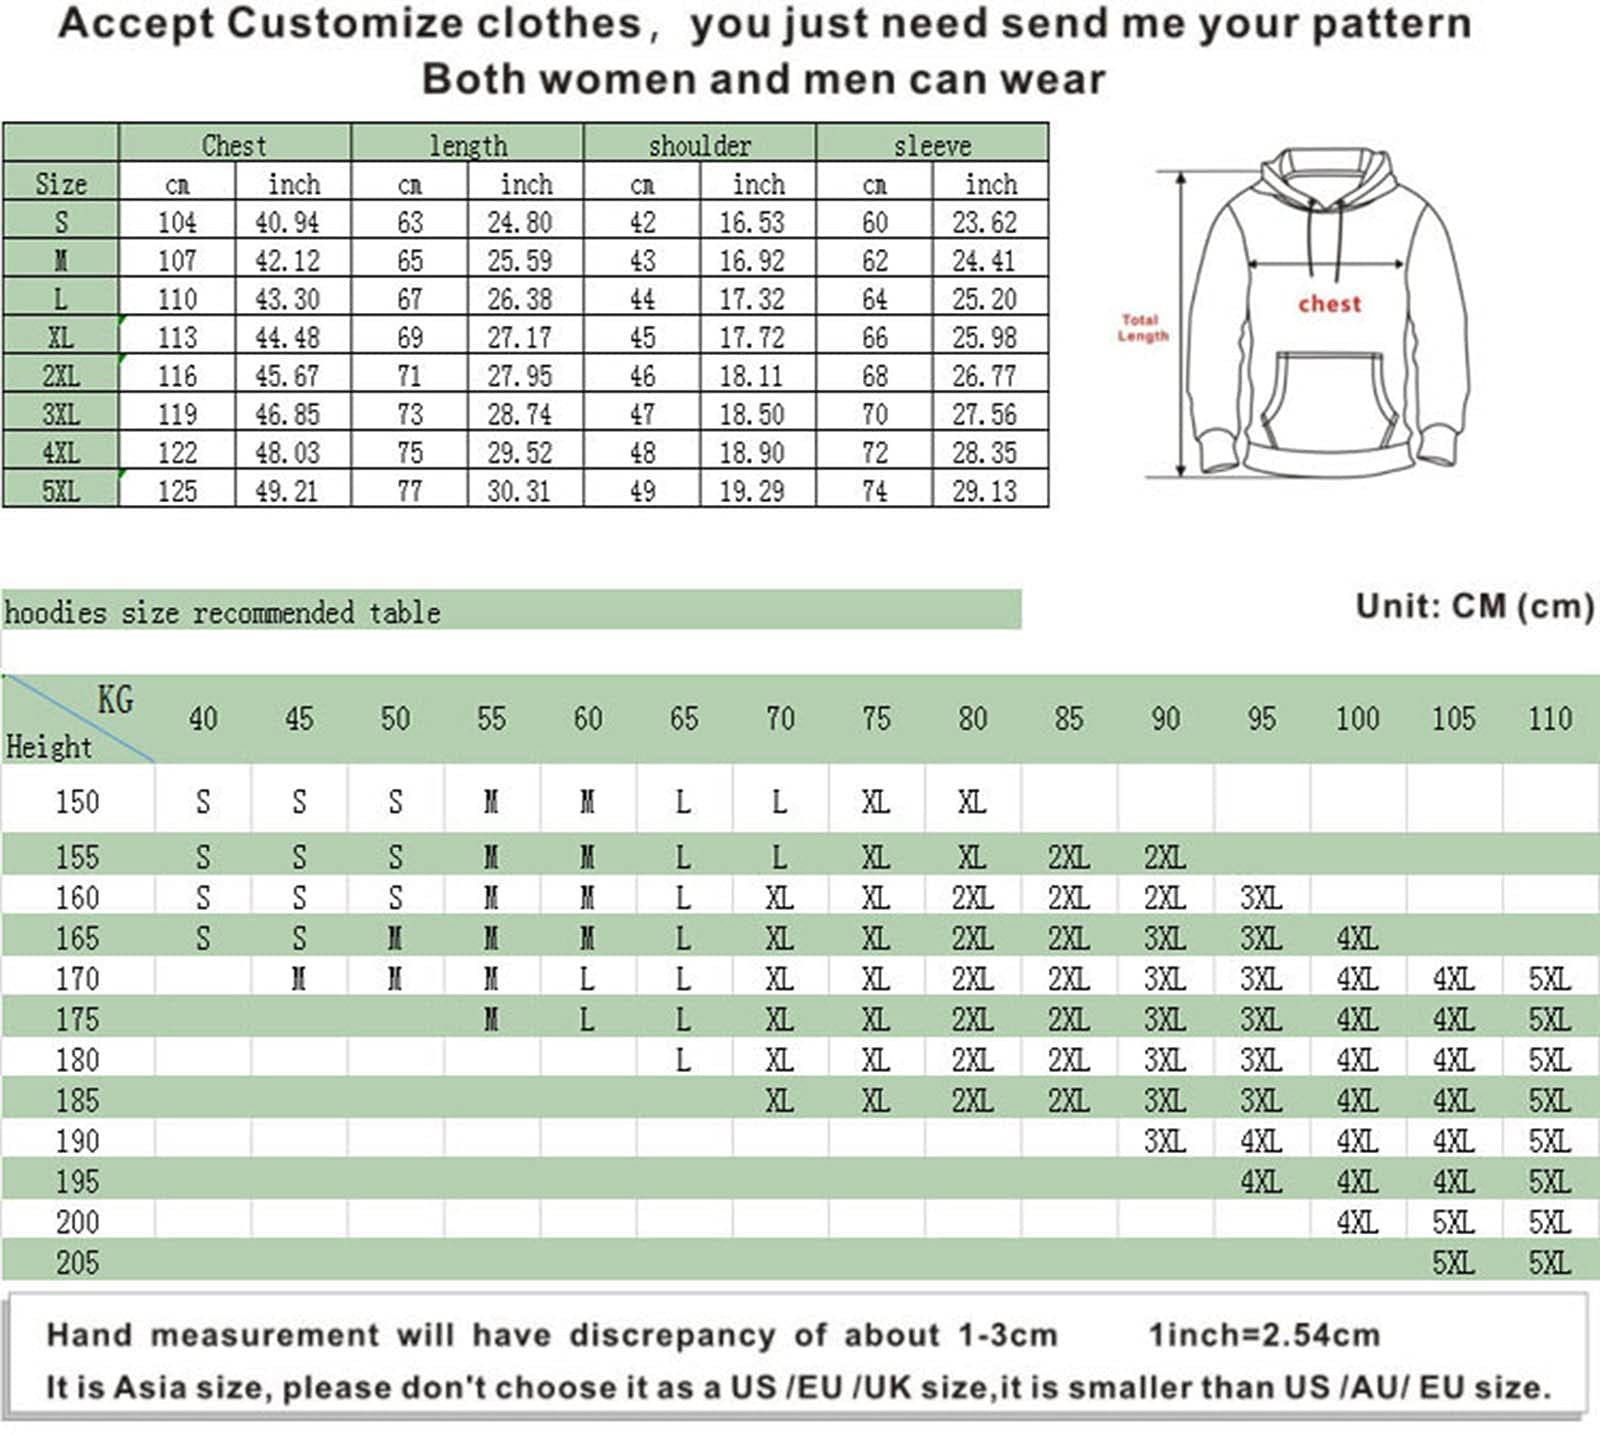 Accept Customize clothes, you just need send me your pattern
Both women and men can wear
Chest length shoulder sleeve
Size cm inch cm inch cm inch cm inch
S 104 40.94 63 24.80 42 16.53 60 23.62
M 107 42.12 65 25.59 43 16.92 62 24.41
L 110 43.30 67 26.38 44 17.32 64 25.20
XL 113 44.48 69 27.17 45 17.72 66 25.98
2XL 116 45.67 71 27.95 46 18.11 68 26.77
3XL 119 46.85 73 28.74 47 18.50 70 27.56
4XL 122 48.03 75 29.52 48 18.90 72 28.35
5XL 125 49.21 77 30.31 49 19.29 74 29.13
chest
Total
Length
hoodies size recommended table
Unit: CM (cm)
KG
Height
40 45 50 55 60 65 70 75 80 85 90 95 100 105 110
150 S S S M M L L XL XL
155 S S S M M L L XL XL 2XL 2XL
160 S S S M M L XL XL 2XL 2XL 2XL 3XL
165 S S M M M L XL XL 2XL 2XL 3XL 3XL 4XL
170 M M M L L XL XL 2XL 2XL 3XL 3XL 4XL 4XL 5XL
175 M L L XL XL 2XL 2XL 3XL 3XL 4XL 4XL 5XL
180 L XL XL 2XL 2XL 3XL 3XL 4XL 4XL 5XL
185 XL XL 2XL 2XL 3XL 3XL 4XL 4XL 5XL
190 3XL 4XL 4XL 4XL 5XL
195 4XL 4XL 4XL 5XL
200 4XL 5XL 5XL
205 5XL 5XL
Hand measurement will have discrepancy of about 1-3cm 1inch=2.54cm
It is Asia size, please don't choose it as a US /EU /UK size,it is smaller than US /AU/ EU size.